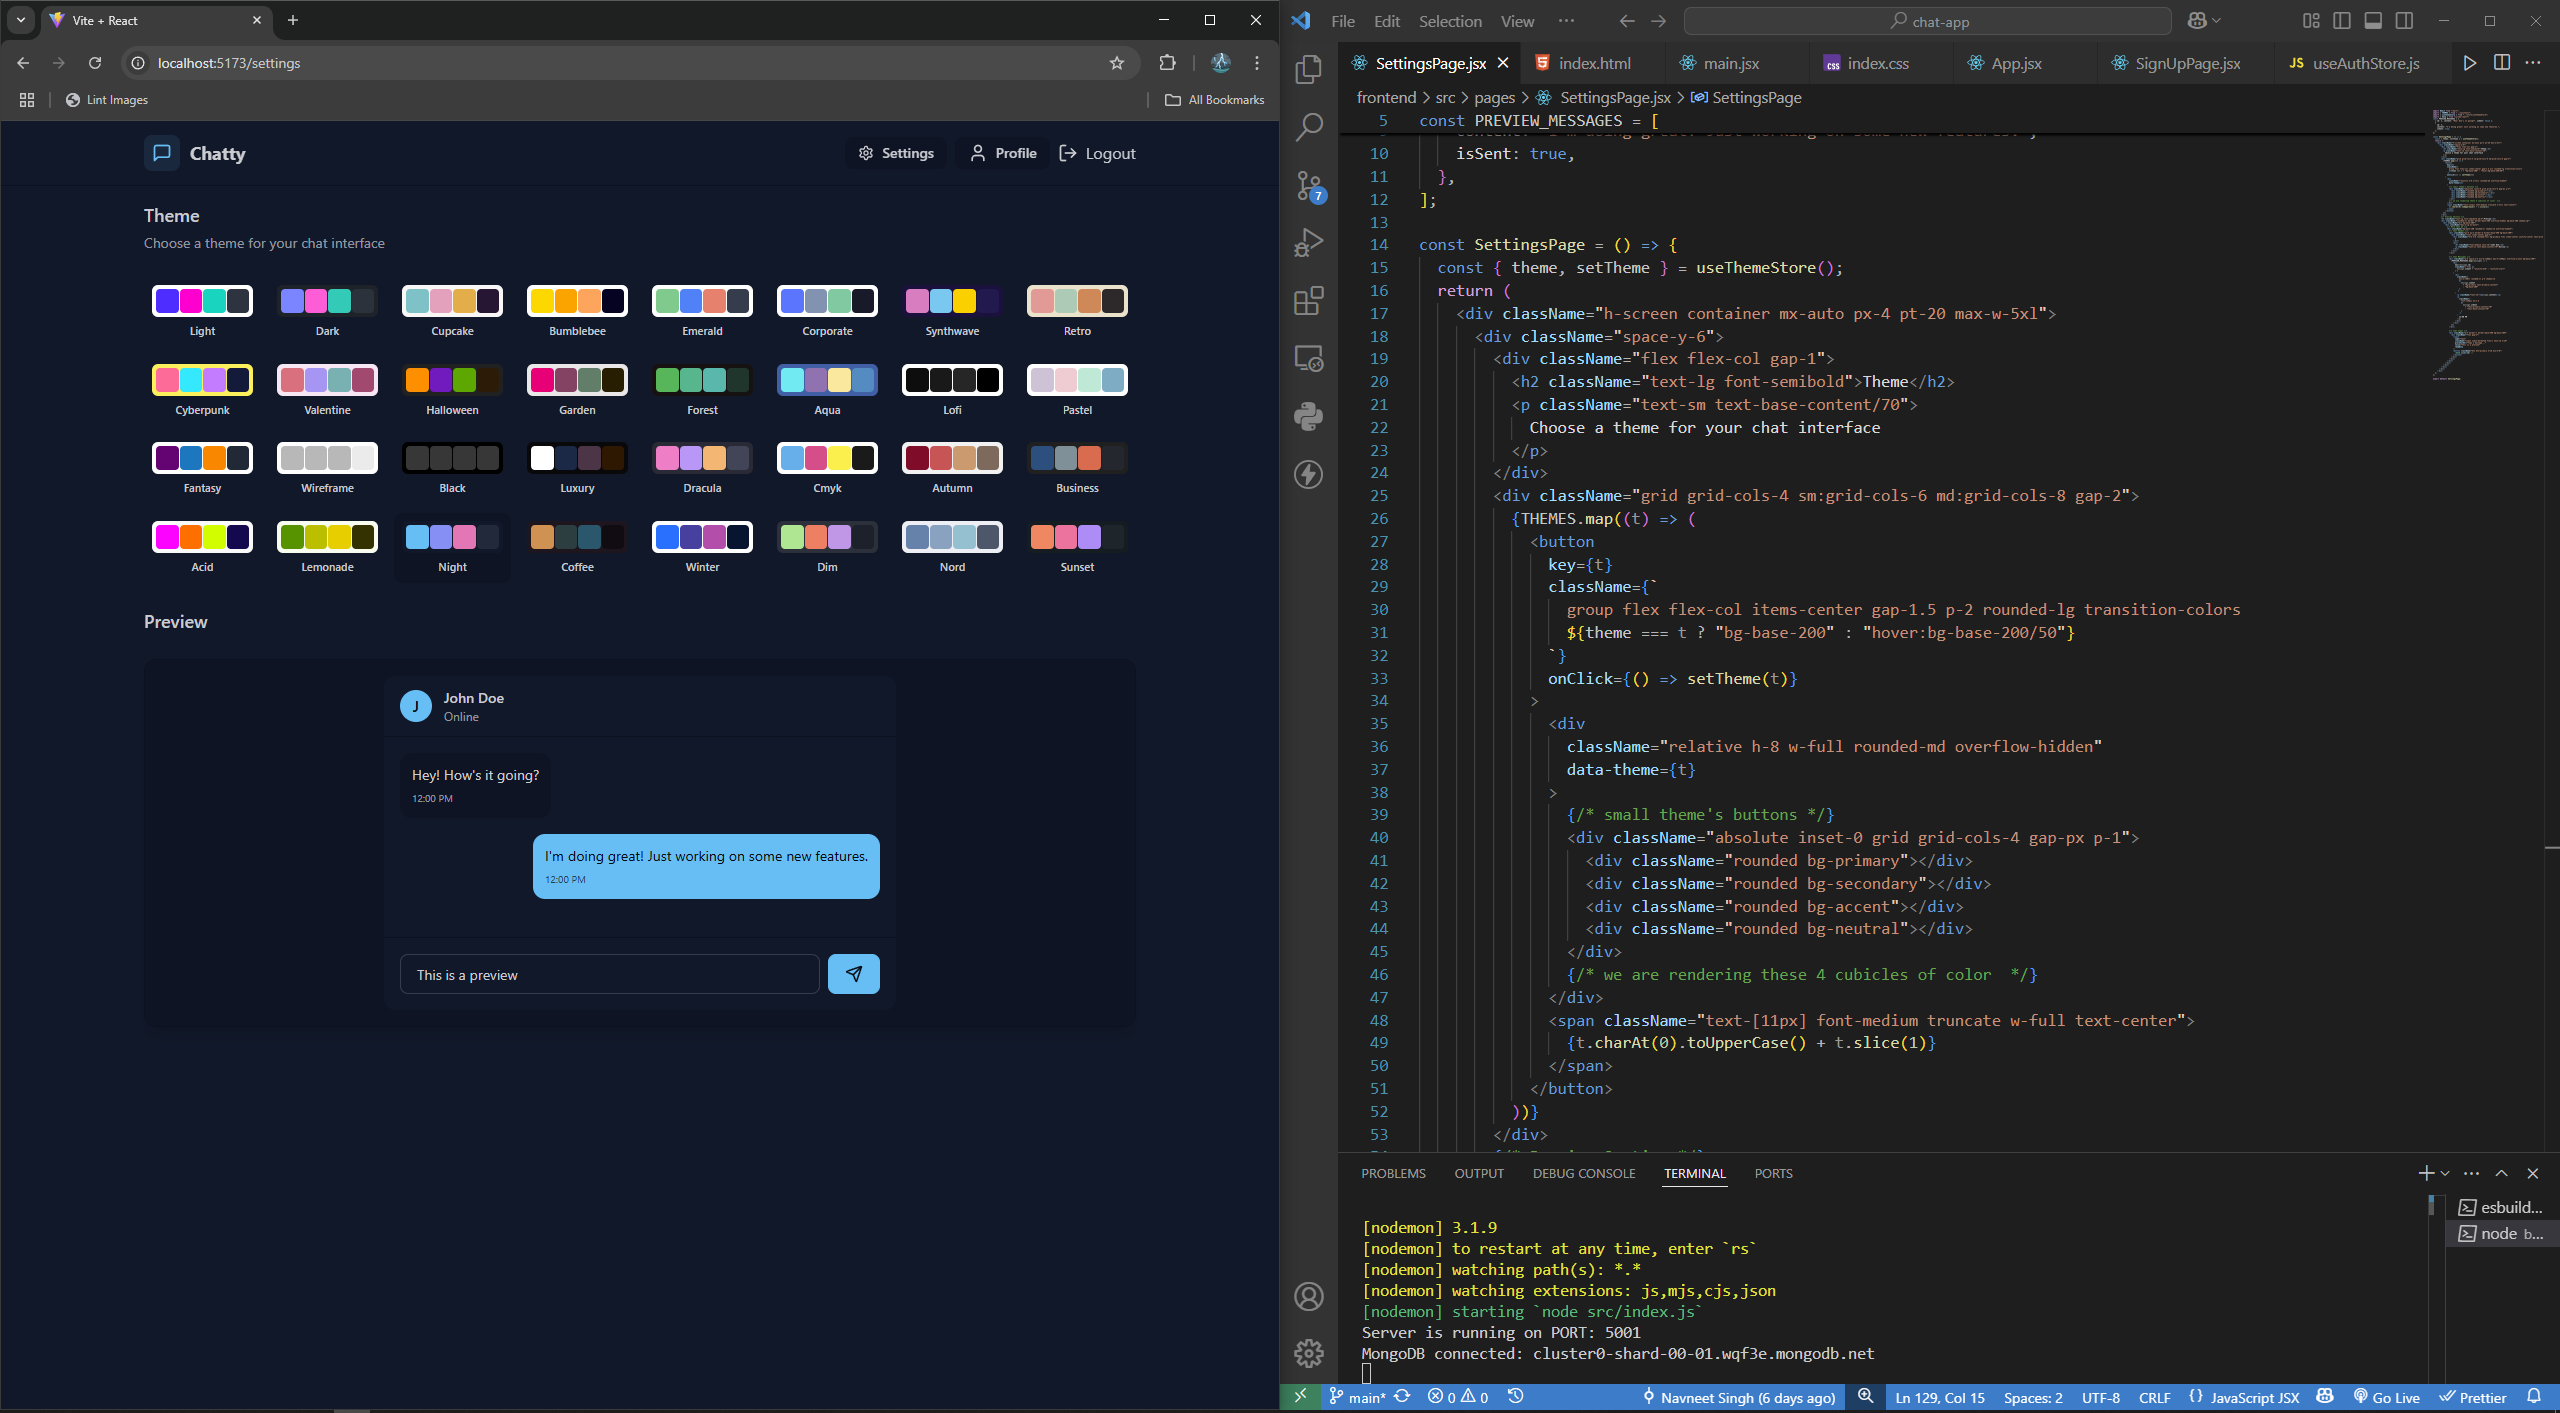 Vite + React
localhost:5173/settings
Lint Images
All Bookmarks
Chatty
Settings
Profile
Logout
Theme
Choose a theme for your chat interface
Light
Dark
Cupcake
Bumblebee
Emerald
Corporate
Synthwave
Retro
Cyberpunk
Valentine
Halloween
Garden
Forest
Aqua
Lofi
Pastel
Fantasy
Wireframe
Black
Luxury
Dracula
Cmyk
Autumn
Business
Acid
Lemonade
Night
Coffee
Winter
Dim
Nord
Sunset
Preview
J
John Doe
Online
Hey! How's it going?
12:00 PM
I'm doing great! Just working on some new features.
12:00 PM
This is a preview
File Edit Selection View ···
chat-app
SettingsPage.jsx
index.html
main.jsx
index.css
App.jsx
SignUpPage.jsx
JS useAuthStore.js
frontend > src > pages > SettingsPage.jsx > SettingsPage
7
5 const PREVIEW_MESSAGES = [
10 isSent: true,
11 },
12 ];
13
14 const SettingsPage = () => {
15 const { theme, setTheme } = useThemeStore();
16 return (
17 <div className="h-screen container mx-auto px-4 pt-20 max-w-5xl">
18 <div className="space-y-6">
19 <div className="flex flex-col gap-1">
20 <h2 className="text-lg font-semibold">Theme</h2>
21 <p className="text-sm text-base-content/70">
22 Choose a theme for your chat interface
23 </p>
24 </div>
25 <div className="grid grid-cols-4 sm:grid-cols-6 md:grid-cols-8 gap-2">
26 {THEMES.map((t) => (
27 <button
28 key={t}
29 className={`
30 group flex flex-col items-center gap-1.5 p-2 rounded-lg transition-colors
31 ${theme === t ? "bg-base-200" : "hover:bg-base-200/50"}
32 `}
33 onClick={() => setTheme(t)}
34 >
35 <div
36 className="relative h-8 w-full rounded-md overflow-hidden"
37 data-theme={t}
38 >
39 {/* small theme's buttons */}
40 <div className="absolute inset-0 grid grid-cols-4 gap-px p-1">
41 <div className="rounded bg-primary"></div>
42 <div className="rounded bg-secondary"></div>
43 <div className="rounded bg-accent"></div>
44 <div className="rounded bg-neutral"></div>
45 </div>
46 {/* we are rendering these 4 cubicles of color  */}
47 </div>
48 <span className="text-[11px] font-medium truncate w-full text-center">
49 {t.charAt(0).toUpperCase() + t.slice(1)}
50 </span>
51 </button>
52 ))}
53 </div>
PROBLEMS OUTPUT DEBUG CONSOLE TERMINAL PORTS
[nodemon] 3.1.9
[nodemon] to restart at any time, enter `rs`
[nodemon] watching path(s): *.*
[nodemon] watching extensions: js,mjs,cjs,json
[nodemon] starting `node src/index.js`
Server is running on PORT: 5001
MongoDB connected: cluster0-shard-00-01.wqf3e.mongodb.net
esbuild...
node b...
main* 0 0 Navneet Singh (6 days ago) Ln 129, Col 15 Spaces: 2 UTF-8 CRLF {} JavaScript JSX Go Live Prettier